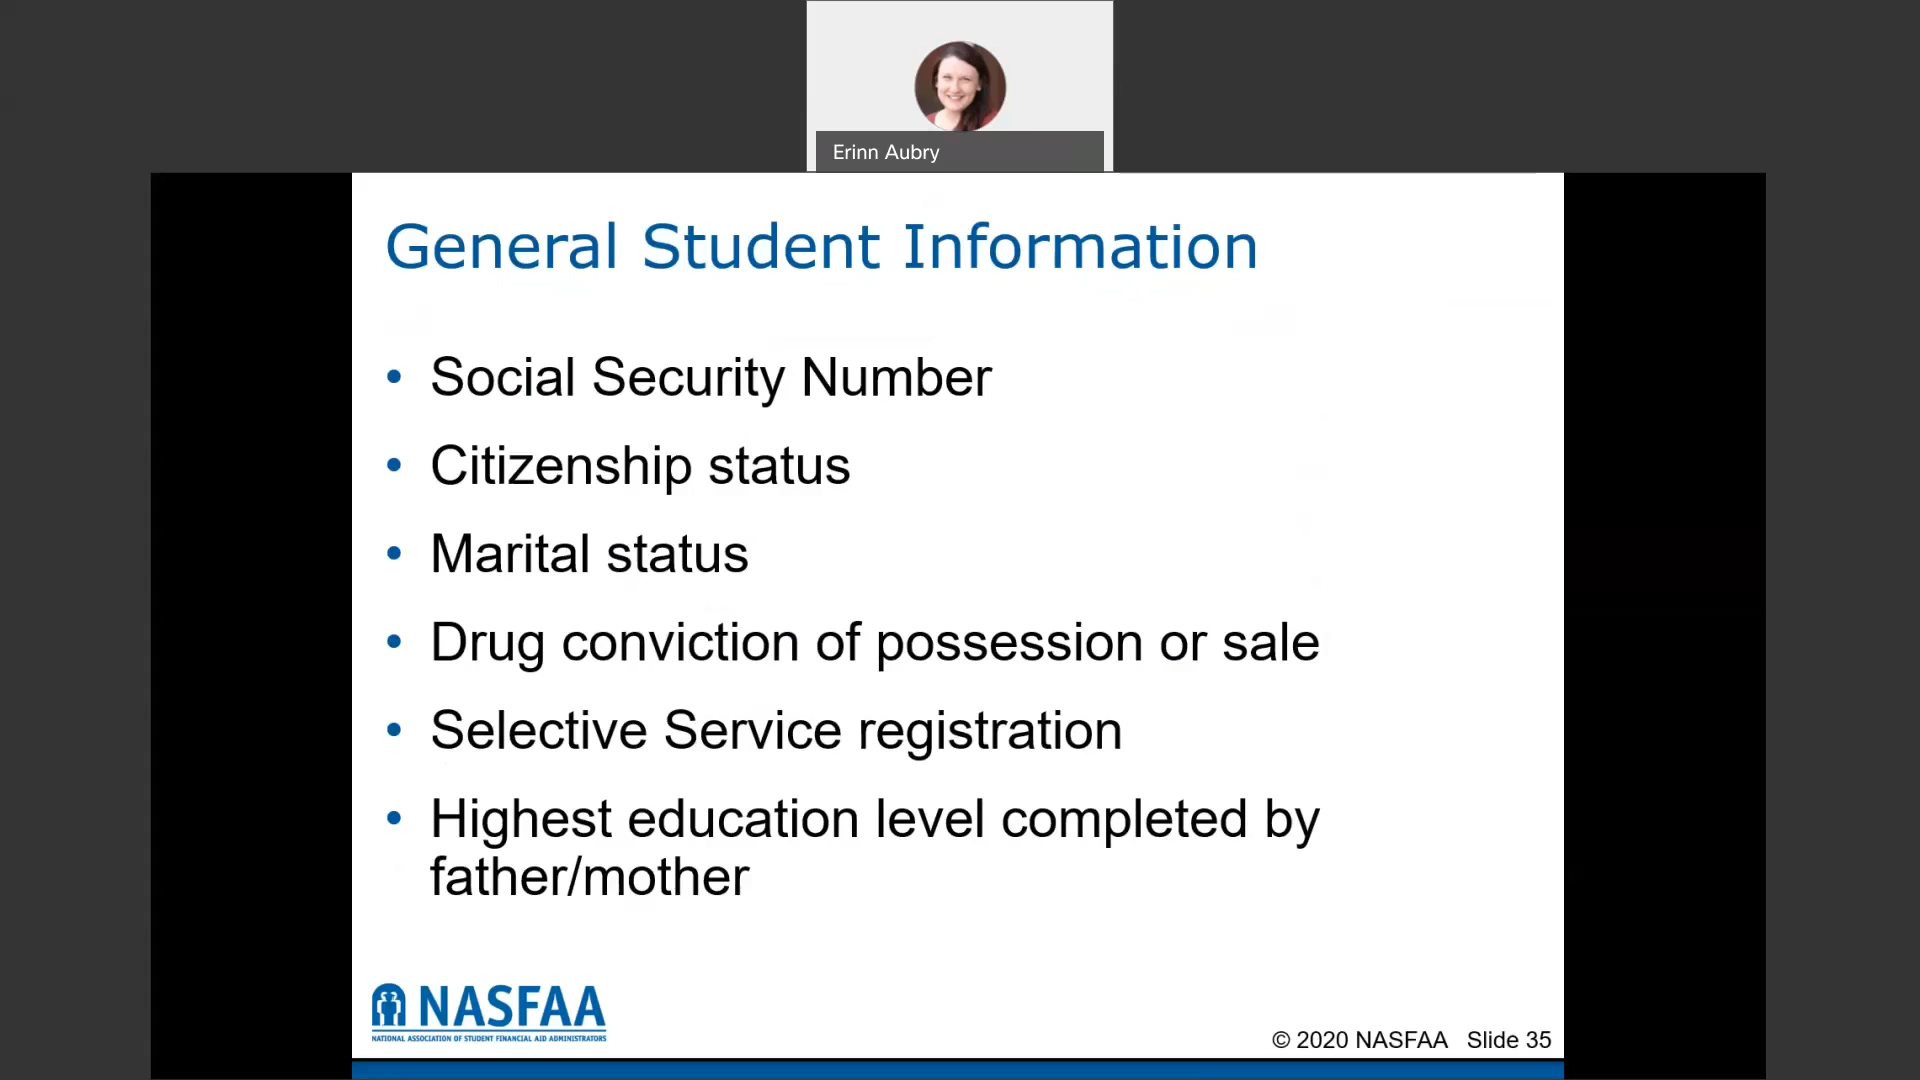 Erinn Aubry
General Student Information
• Social Security Number
• Citizenship status
• Marital status
• Drug conviction of possession or sale
• Selective Service registration
• Highest education level completed by
father/mother
NASFAA
NATIONAL ASSOCIATION OF STUDENT FINANCIAL AID ADMINISTRATORS
© 2020 NASFAA Slide 35